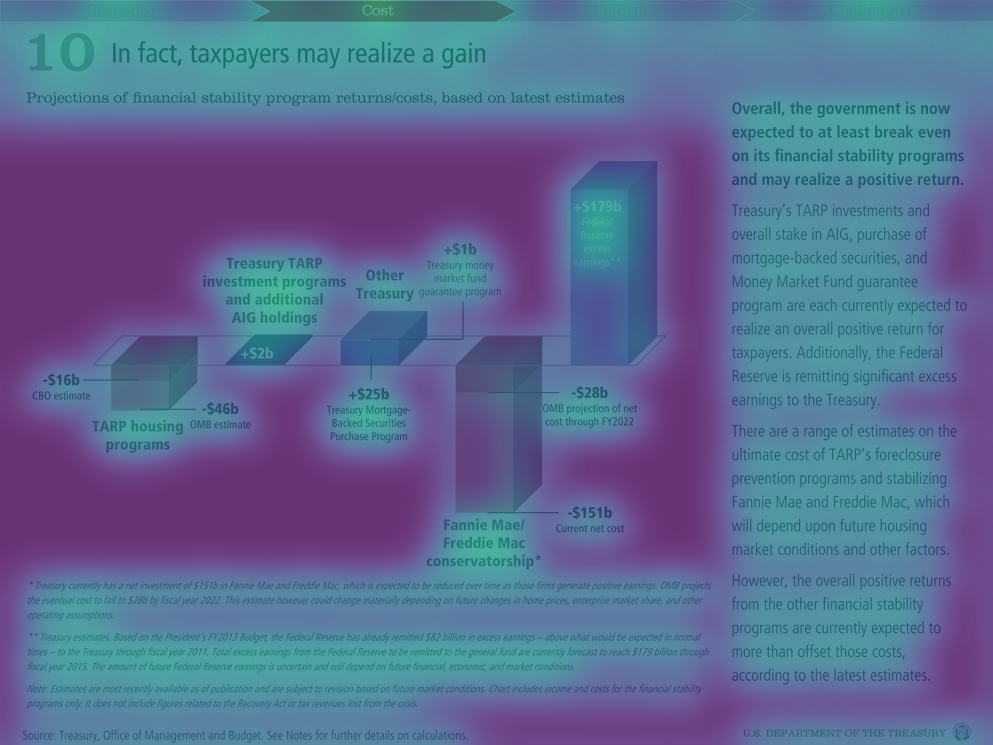 Cost
10 In fact, taxpayers may realize a gain
Projections of financial stability program returns/costs, based on latest estimates
+$179b
Federal
Reserve
excess
earnings**
+$1b
Treasury money
market fund
guarantee program
Treasury TARP
investment programs
and additional
AIG holdings
Other
Treasury
+$2b
-$16b
CBO estimate
-$46b
OMB estimate
TARP housing
programs
+$25b
Treasury Mortgage-
Backed Securities
Purchase Program
-$28b
OMB projection of net
cost through FY2022
-$151b
Current net cost
Fannie Mae/
Freddie Mac
conservatorship*
* Treasury currently has a net investment of $151b in Fannie Mae and Freddie Mac, which is expected to be reduced over time as those firms generate positive earnings. OMB projects
the eventual cost to fall to $28b by fiscal year 2022. This estimate however could change materially depending on future changes in home prices, enterprise market share, and other
operating assumptions.
** Treasury estimates. Based on the President's FY2013 Budget, the Federal Reserve has already remitted $82 billion in excess earnings – above what would be expected in normal
times – to the Treasury through fiscal year 2011. Total excess earnings from the Federal Reserve to be remitted to the general fund are currently forecast to reach $179 billion through
fiscal year 2015. The amount of future Federal Reserve earnings is uncertain and will depend on future financial, economic, and market conditions.
Note: Estimates are most recently available as of publication and are subject to revision based on future market conditions. Chart includes income and costs for the financial stability
programs only. It does not include figures related to the Recovery Act or tax revenues lost from the crisis.
Source: Treasury, Office of Management and Budget. See Notes for further details on calculations.
Overall, the government is now
expected to at least break even
on its financial stability programs
and may realize a positive return.
Treasury's TARP investments and
overall stake in AIG, purchase of
mortgage-backed securities, and
Money Market Fund guarantee
program are each currently expected to
realize an overall positive return for
taxpayers. Additionally, the Federal
Reserve is remitting significant excess
earnings to the Treasury.
There are a range of estimates on the
ultimate cost of TARP's foreclosure
prevention programs and stabilizing
Fannie Mae and Freddie Mac, which
will depend upon future housing
market conditions and other factors.
However, the overall positive returns
from the other financial stability
programs are currently expected to
more than offset those costs,
according to the latest estimates.
U.S. DEPARTMENT OF THE TREASURY